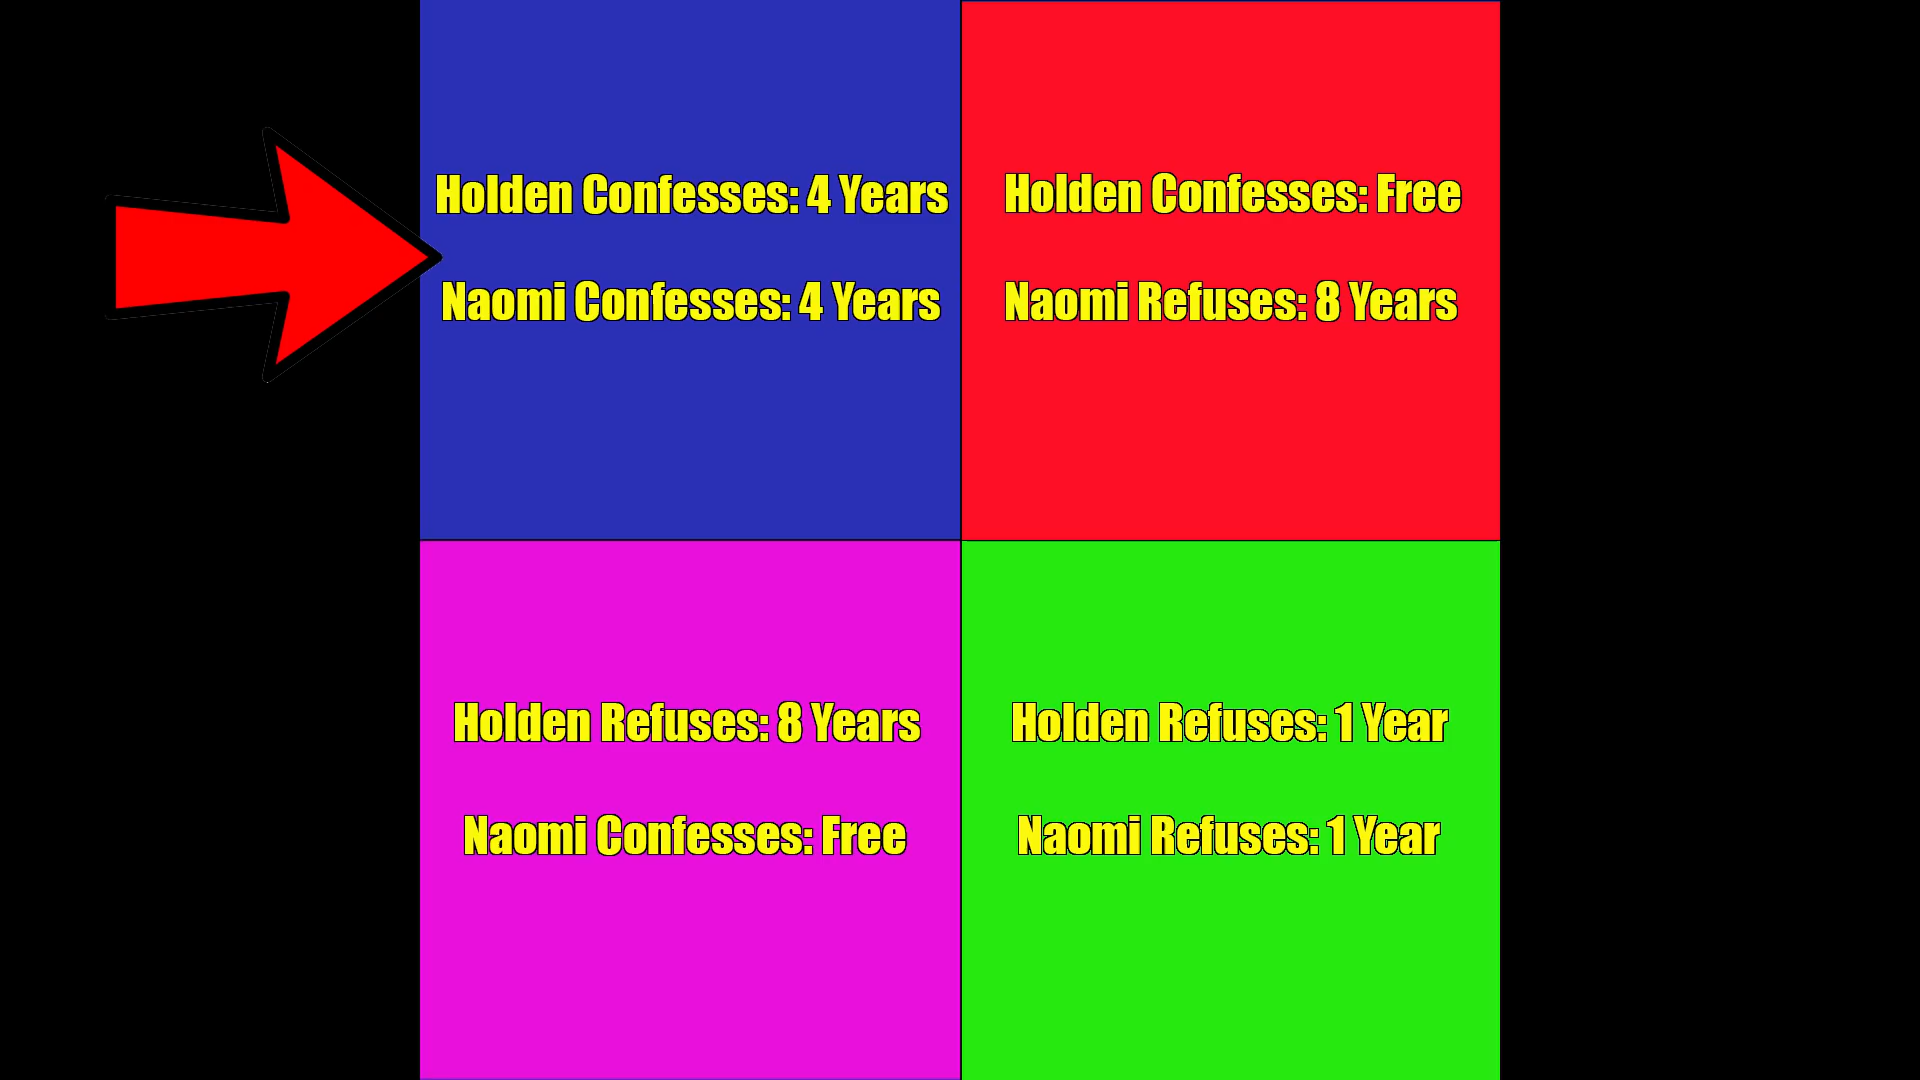 Holden Confesses: 4 Years
Naomi Confesses: 4 Years
Holden Confesses: Free
Naomi Refuses: 8 Years
Holden Refuses: 8 Years
Naomi Confesses: Free
Holden Refuses: 1 Year
Naomi Refuses: 1 Year